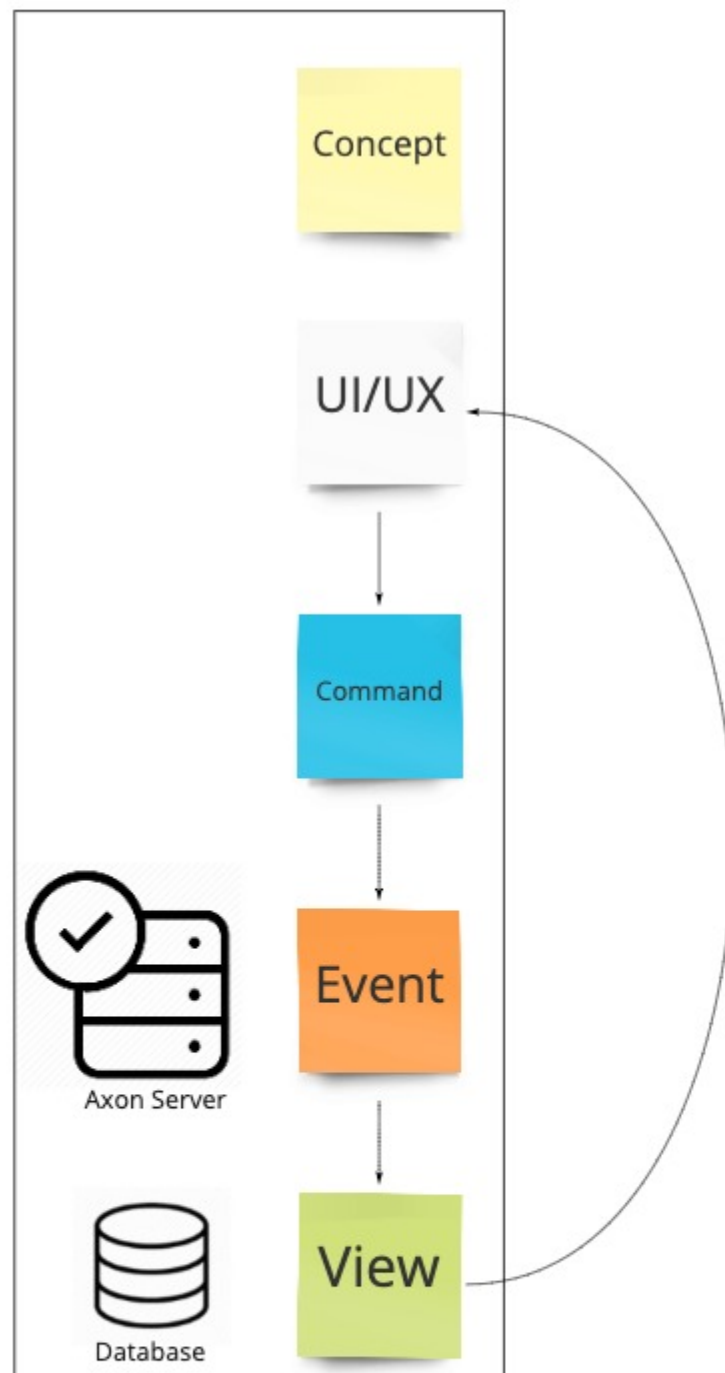 Concept
UI/UX
Command
Event
Axon Server
View
Database